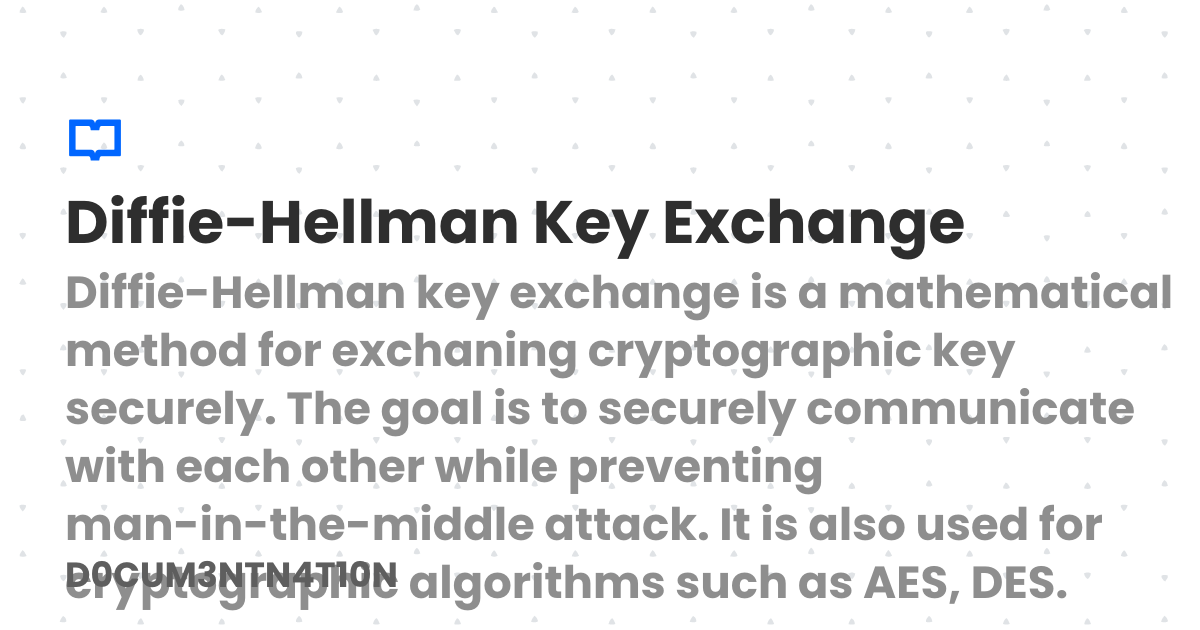 Diffie-Hellman Key Exchange
Diffie-Hellman key exchange is a mathematical
method for exchaning cryptographic key
securely. The goal is to securely communicate
with each other while preventing
man-in-the-middle attack. It is also used for
D0CUM3NTN4T10N
cryptographic algorithms such as AES, DES.